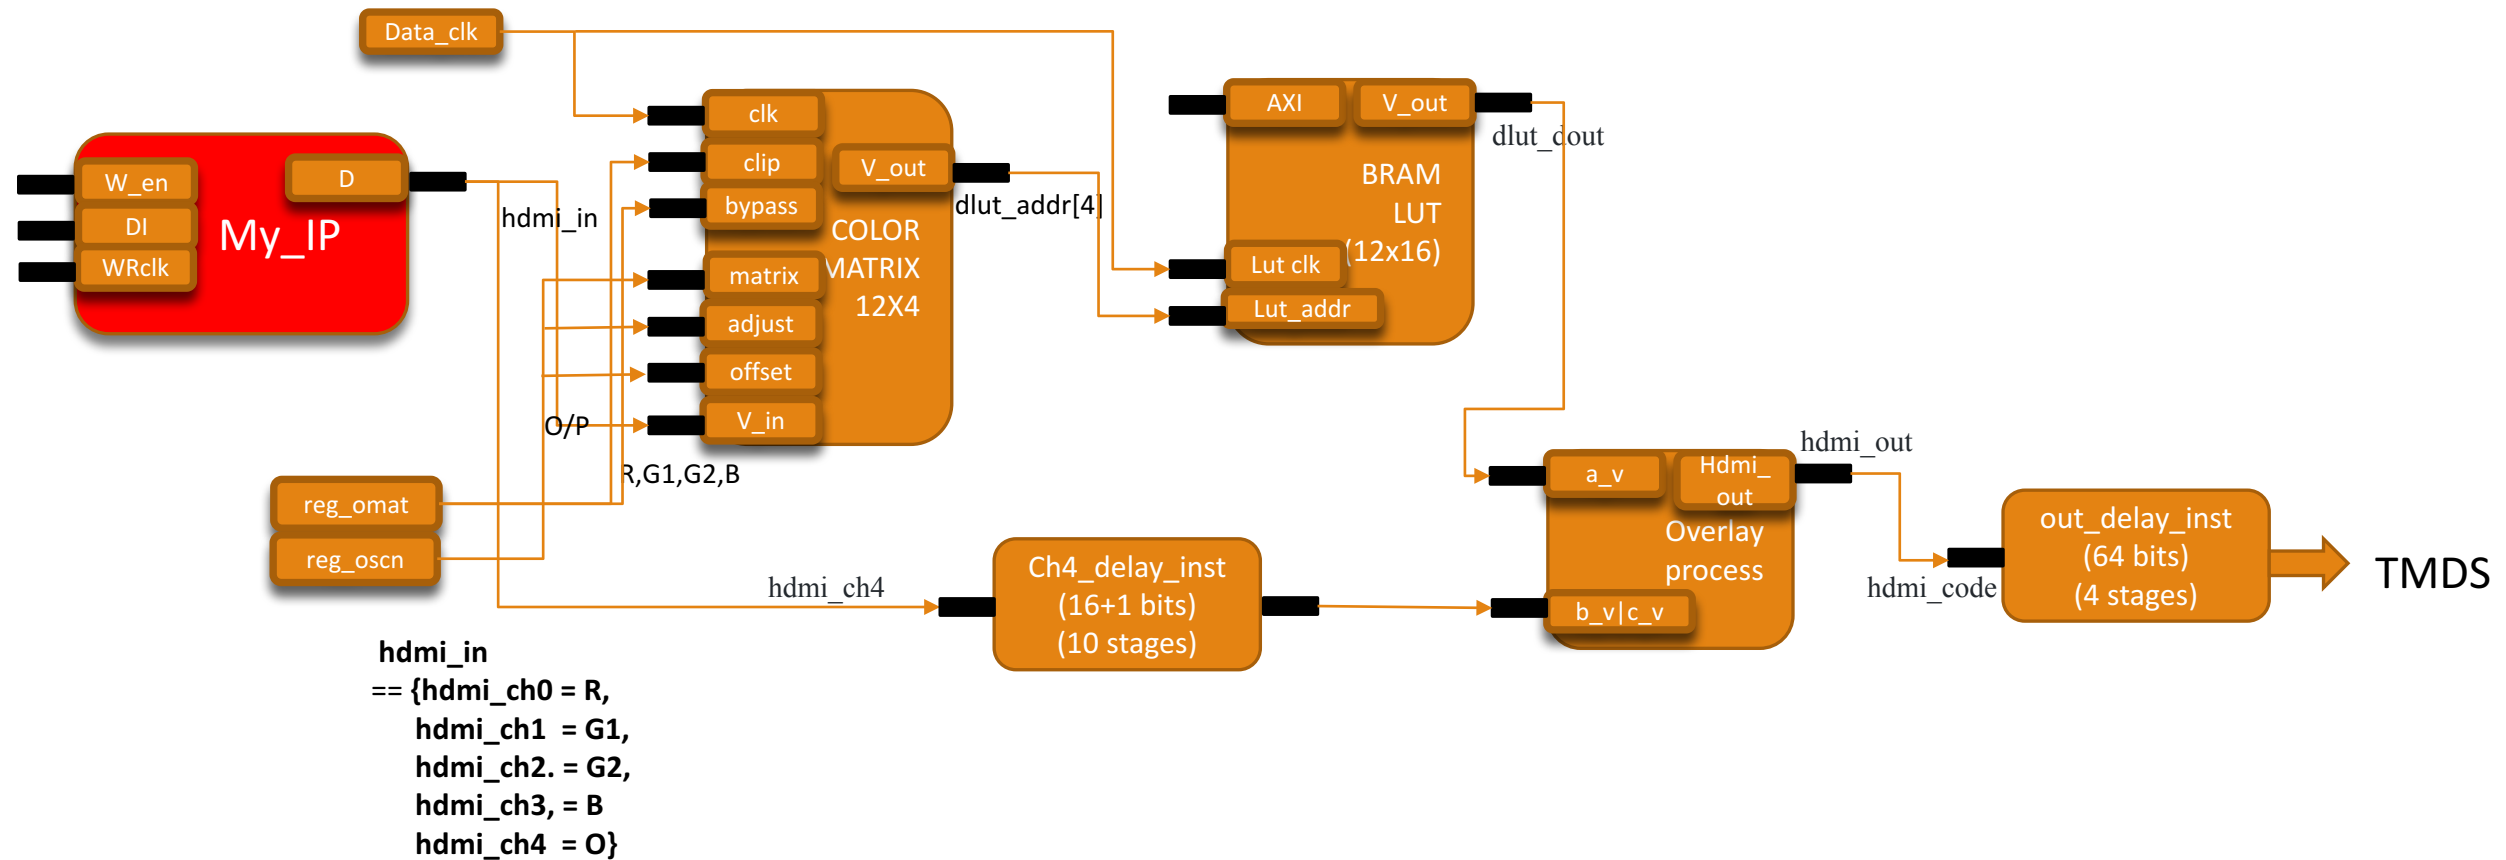 Data_clk
My_IP
W_en
DI
WRclk
D
hdmi_in
clk
clip
bypass
matrix
adjust
offset
V_in
V_out
COLOR
MATRIX
12X4
dlut_addr[4]
O/P
R,G1,G2,B
reg_omat
reg_oscn
AXI
V_out
dlut_dout
BRAM
LUT
(12x16)
Lut clk
Lut_addr
hdmi_ch4
Ch4_delay_inst
(16+1 bits)
(10 stages)
a_v
Hdmi_
out
Overlay
process
b_v|c_v
hdmi_out
hdmi_code
out_delay_inst
(64 bits)
(4 stages)
TMDS
hdmi_in
== {hdmi_ch0 = R,
hdmi_ch1 = G1,
hdmi_ch2. = G2,
hdmi_ch3, = B
hdmi_ch4 = O}